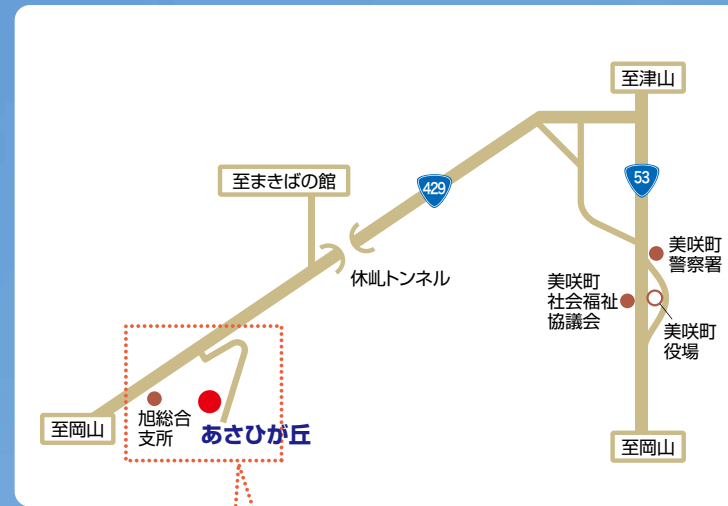 至津山
至まきばの館
429
53
美咲町
警察署
休乢トンネル
美咲町
社会福祉
協議会
美咲町
役場
旭総合
支所
あさひが丘
至岡山
至岡山